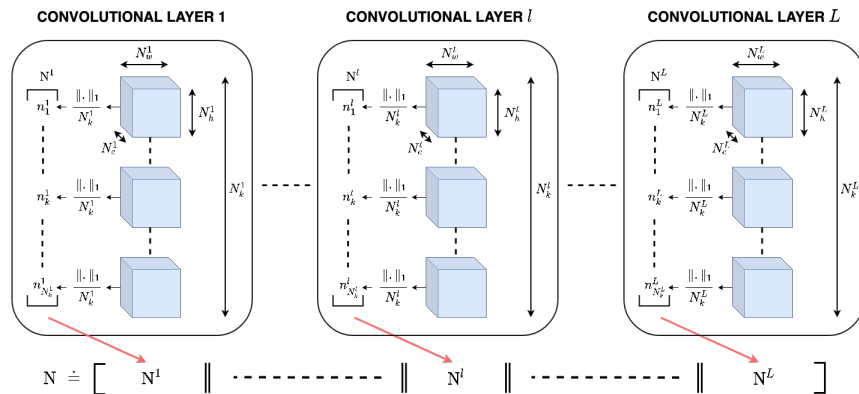 CONVOLUTIONAL LAYER 1
CONVOLUTIONAL LAYER l
CONVOLUTIONAL LAYER L
N^1
N_w^1
n_1^1
‖.‖_1 / N_k^1
N_h^1
N_c^1
n_k^1
‖.‖_1 / N_k^1
N_k^1
n_{N_k^1}^1
‖.‖_1 / N_k^1
N^l
N_w^l
n_1^l
‖.‖_1 / N_k^l
N_h^l
N_c^l
n_k^l
‖.‖_1 / N_k^l
N_k^l
n_{N_k^l}^l
‖.‖_1 / N_k^l
N^L
N_w^L
n_1^L
‖.‖_1 / N_k^L
N_h^L
N_c^L
n_k^L
‖.‖_1 / N_k^L
N_k^L
n_{N_k^L}^L
‖.‖_1 / N_k^L
N ≐ [ N^1 ‖ ‖ N^l ‖ ‖ N^L ]